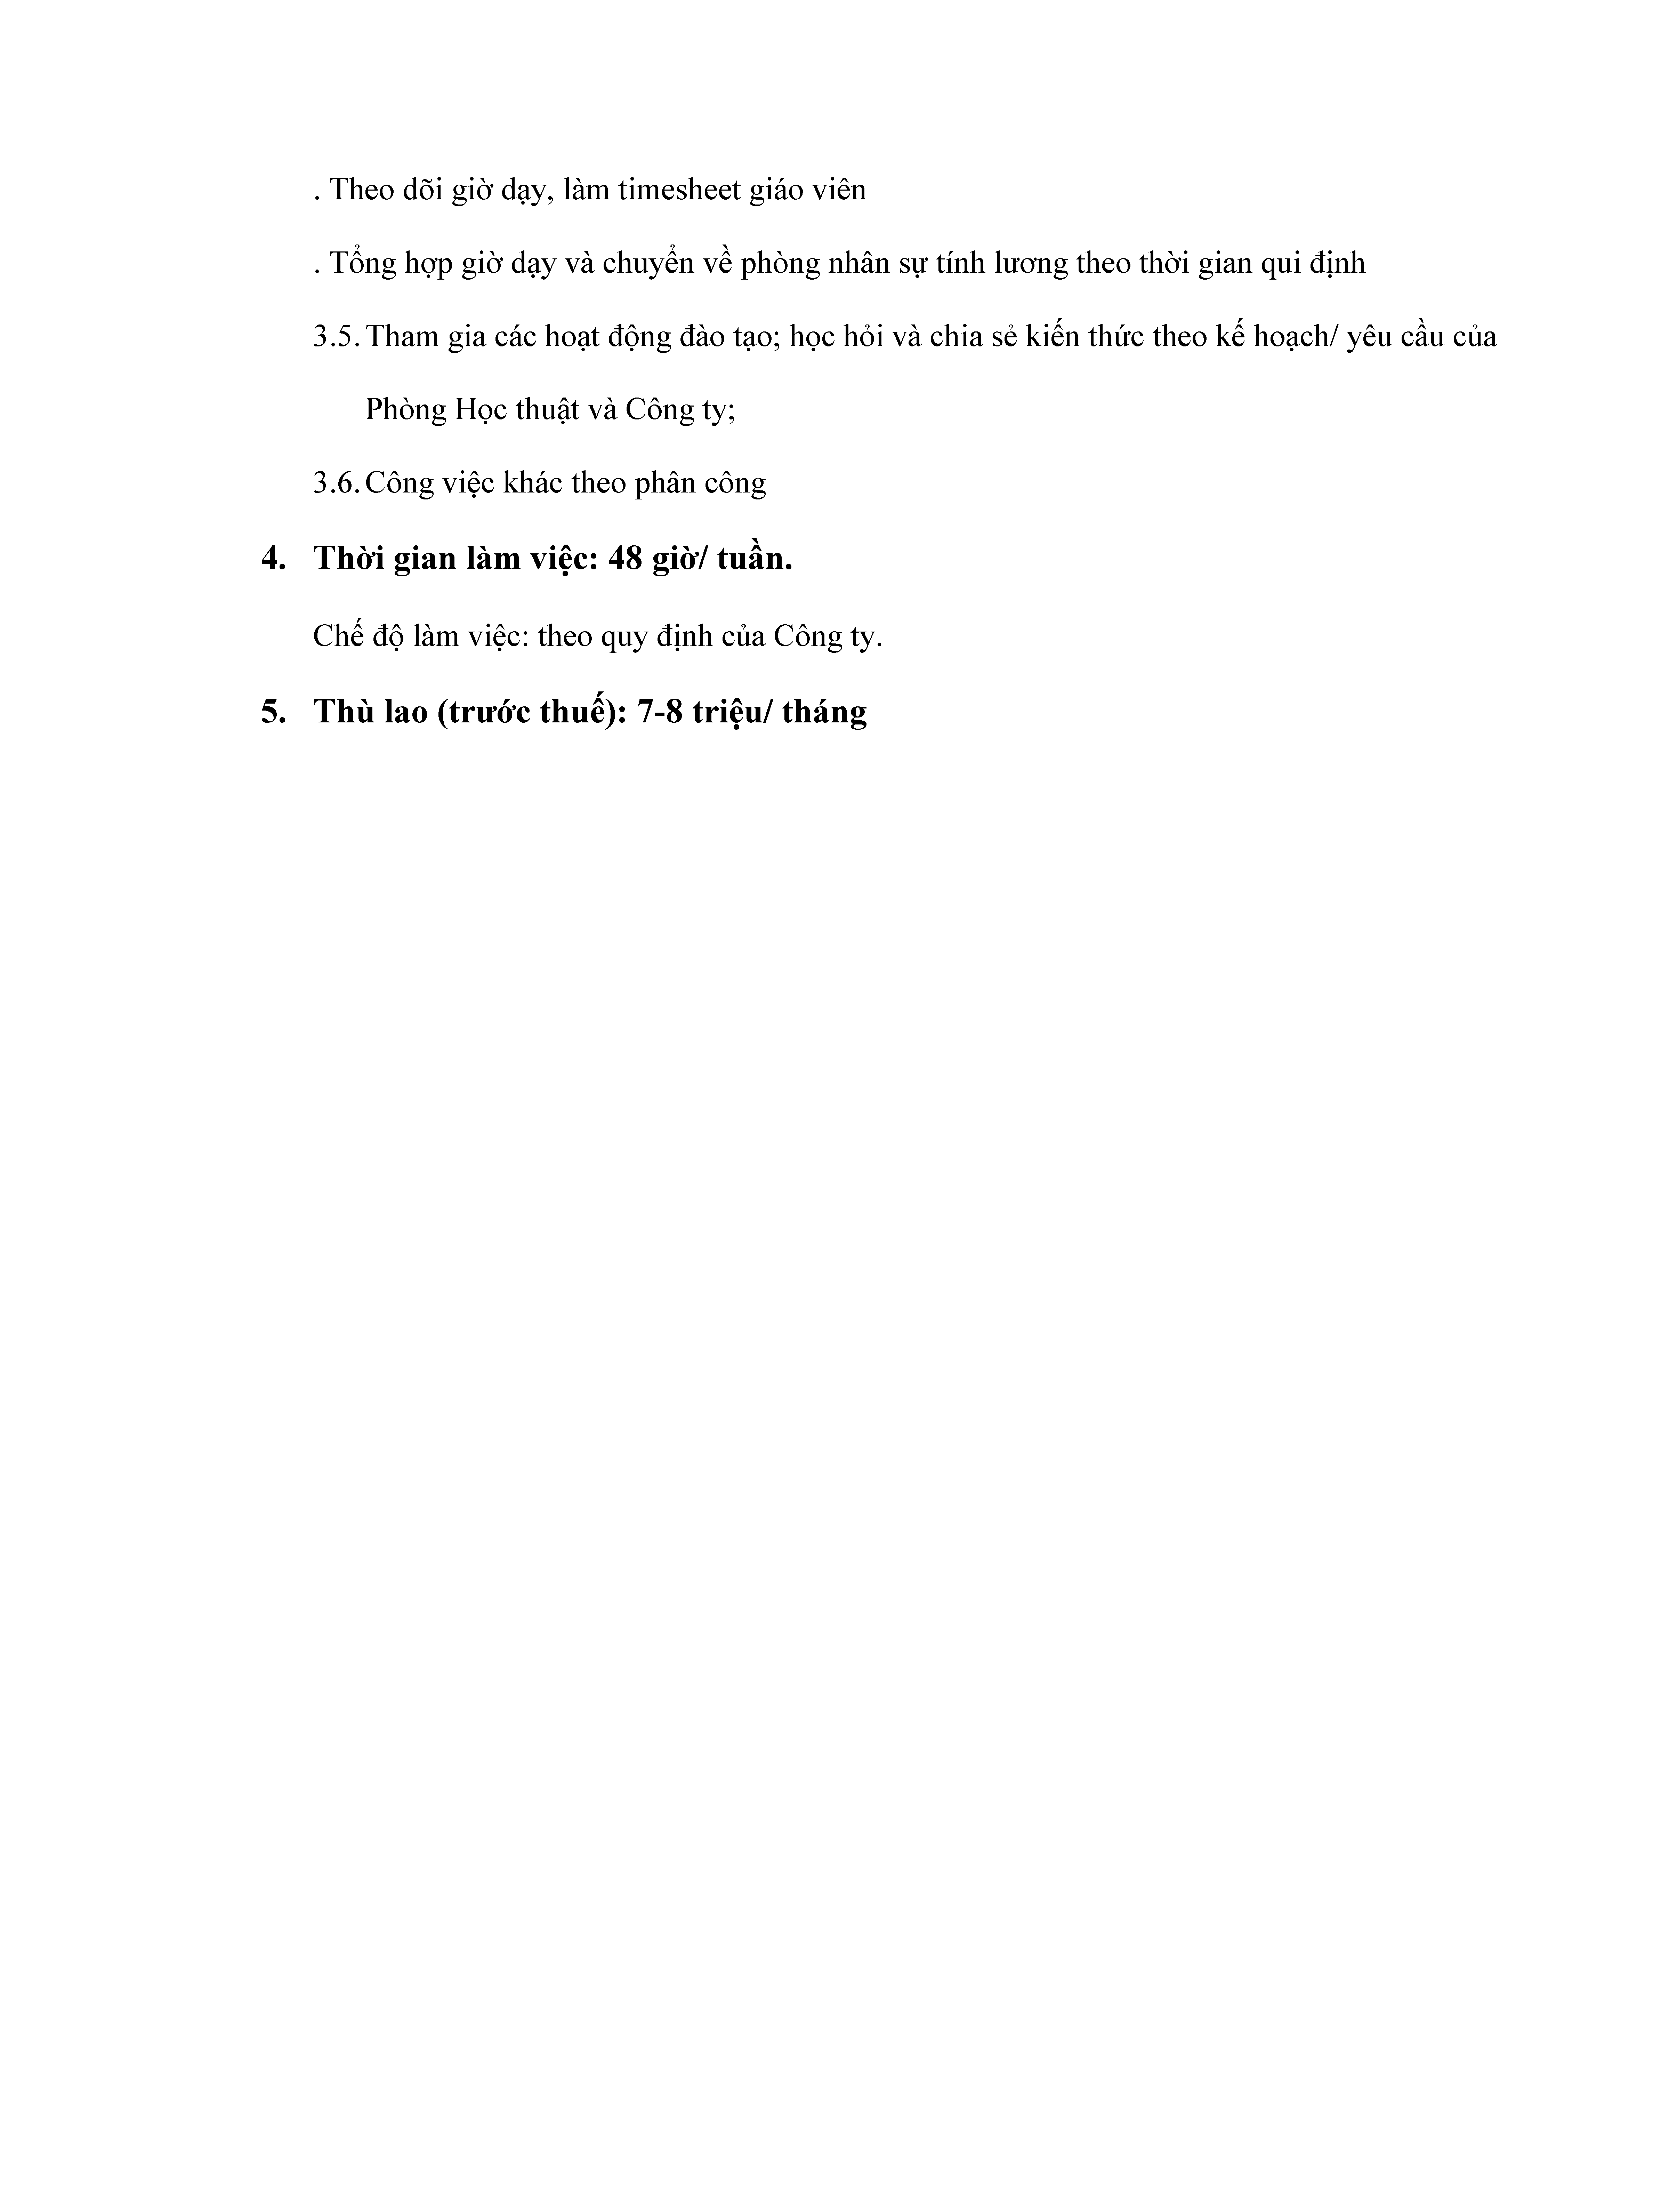 . Theo dõi giờ dạy, làm timesheet giáo viên
. Tổng hợp giờ dạy và chuyển về phòng nhân sự tính lương theo thời gian qui định
3.5. Tham gia các hoạt động đào tạo; học hỏi và chia sẻ kiến thức theo kế hoạch/ yêu cầu của
Phòng Học thuật và Công ty;
3.6. Công việc khác theo phân công
4. Thời gian làm việc: 48 giờ/ tuần.
Chế độ làm việc: theo quy định của Công ty.
5. Thù lao (trước thuế): 7-8 triệu/ tháng